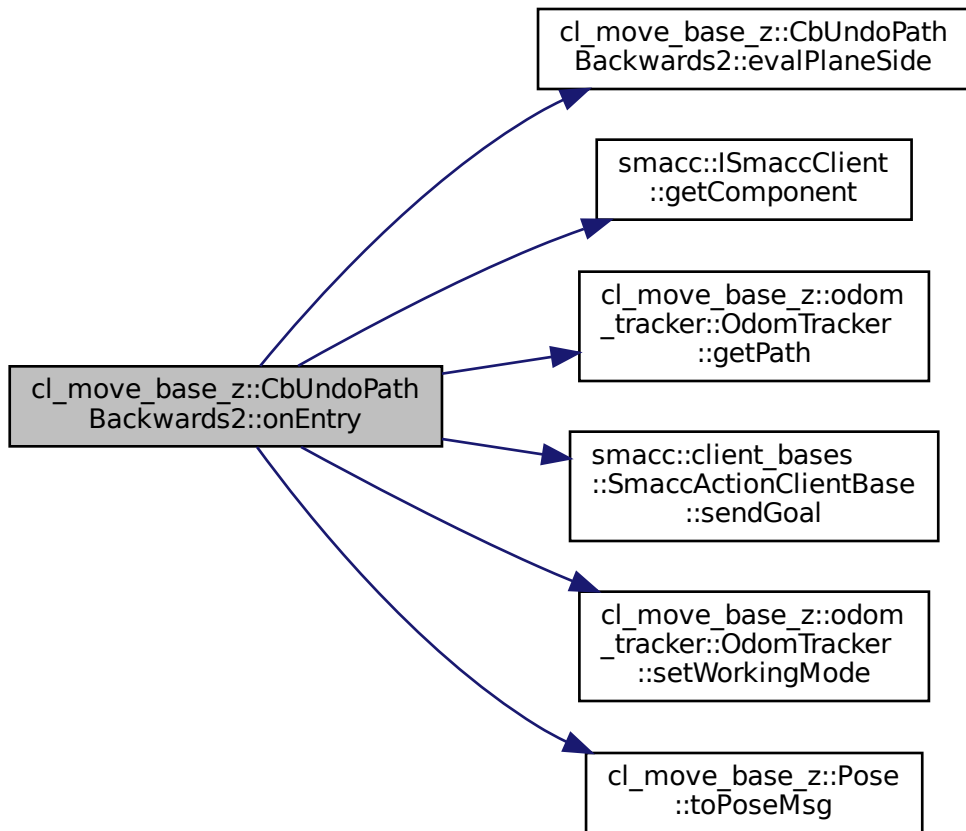 cl_move_base_z::CbUndoPath
Backwards2::evalPlaneSide
smacc::ISmaccClient
::getComponent
cl_move_base_z::odom
_tracker::OdomTracker
::getPath
cl_move_base_z::CbUndoPath
Backwards2::onEntry
smacc::client_bases
::SmaccActionClientBase
::sendGoal
cl_move_base_z::odom
_tracker::OdomTracker
::setWorkingMode
cl_move_base_z::Pose
::toPoseMsg